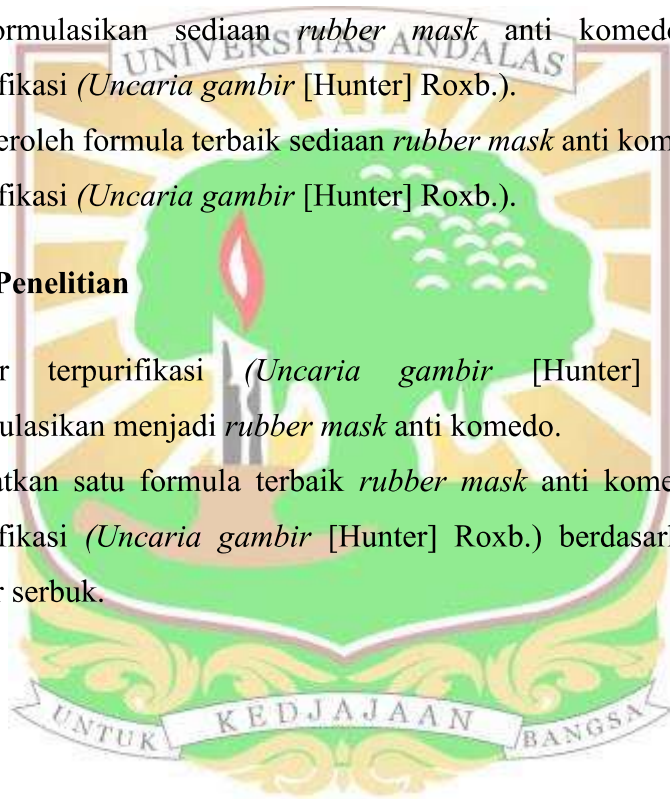 UNIVERSITAS ANDALAS
ormulasikan sediaan rubber mask anti komedo
fikasi (Uncaria gambir [Hunter] Roxb.).
eroleh formula terbaik sediaan rubber mask anti kom
fikasi (Uncaria gambir [Hunter] Roxb.).
Penelitian
r terpurifikasi (Uncaria gambir [Hunter]
ulasikan menjadi rubber mask anti komedo.
atkan satu formula terbaik rubber mask anti kome
fikasi (Uncaria gambir [Hunter] Roxb.) berdasarl
r serbuk.
UNTUK KEDJAJAAN BANGSA